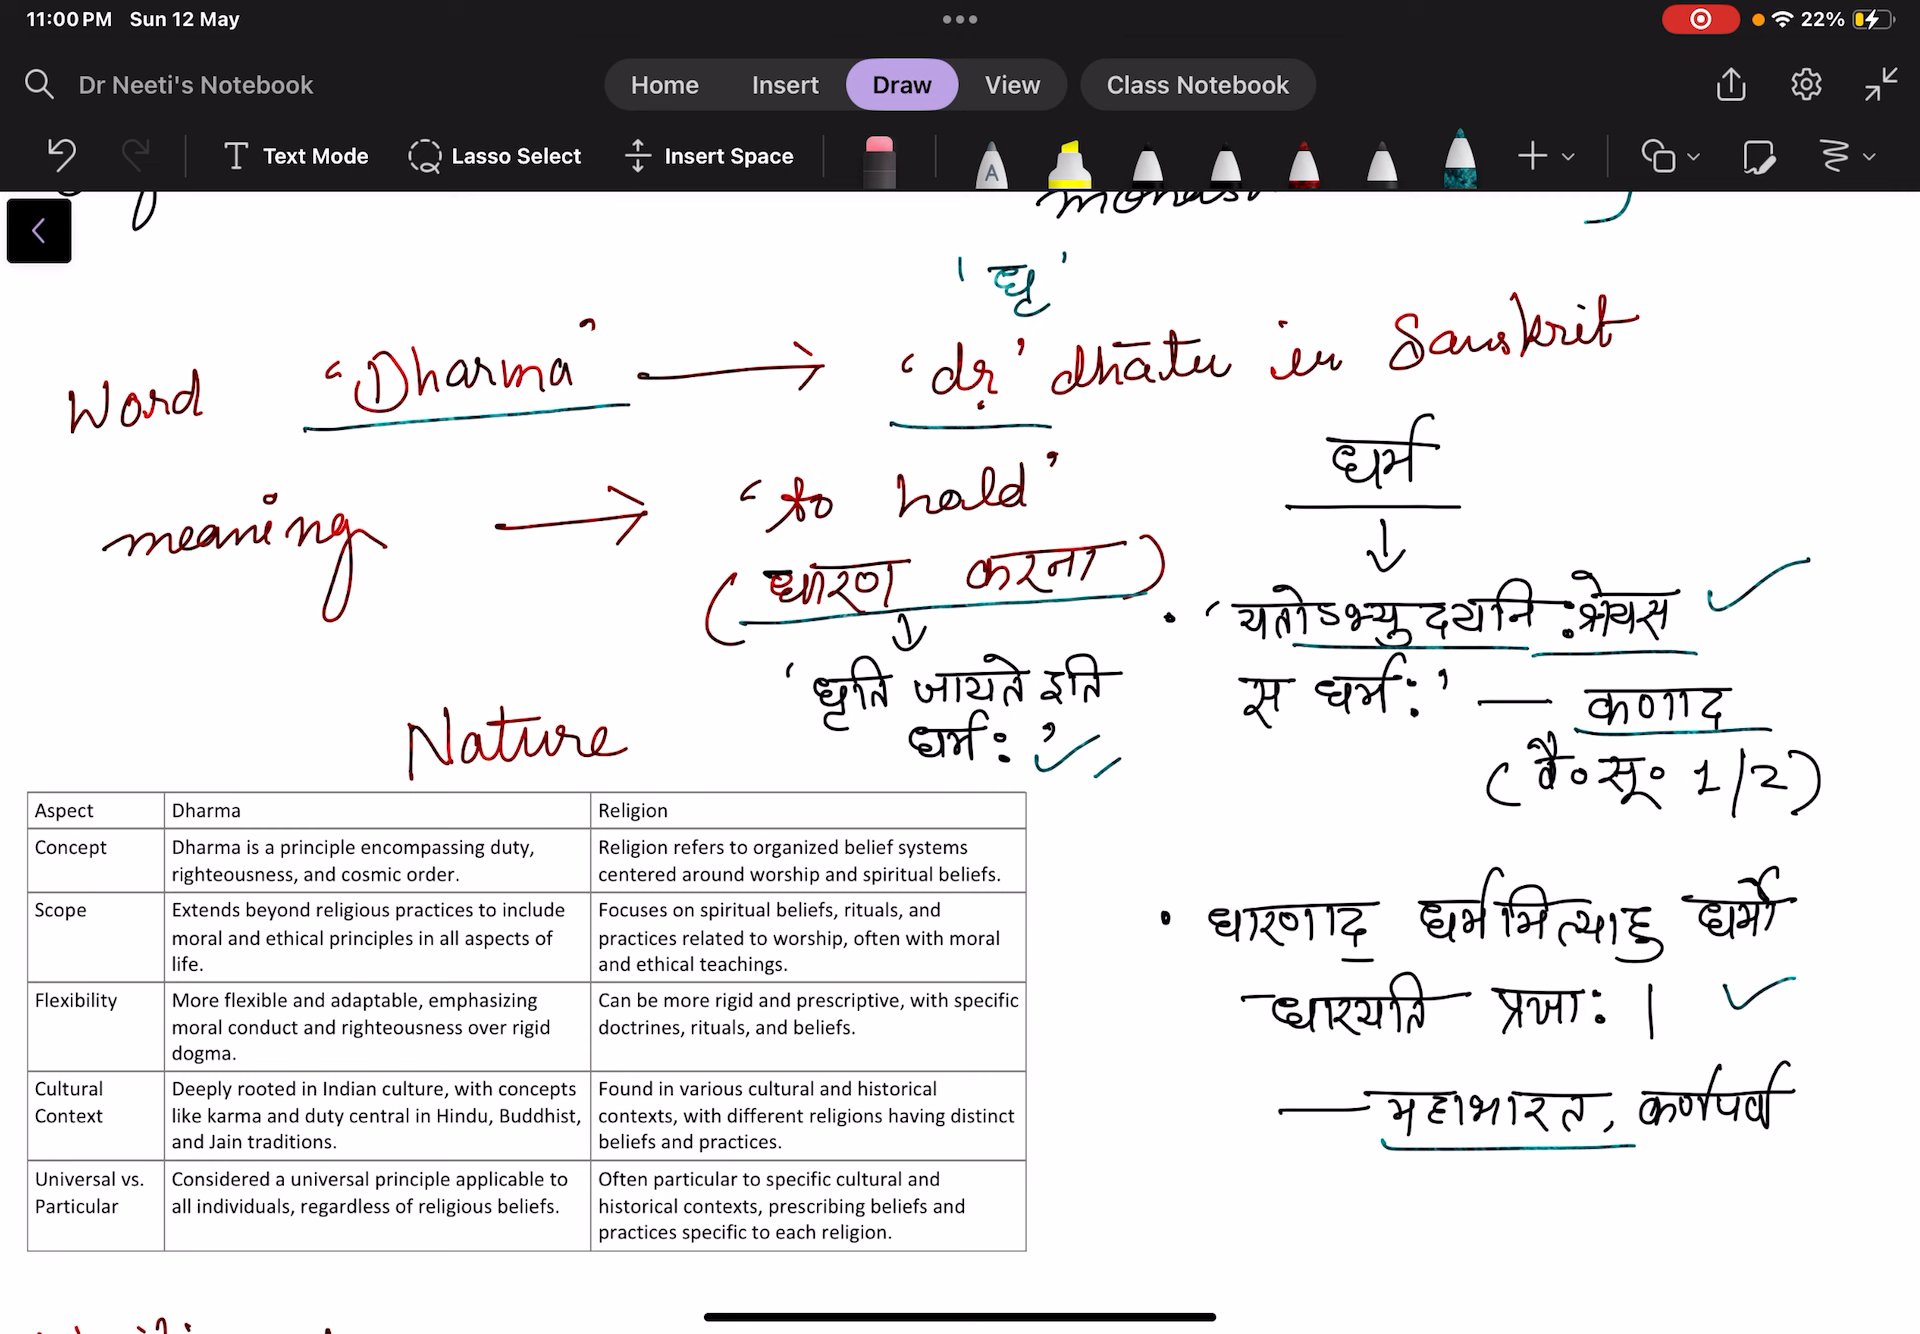 11:00 PM Sun 12 May
22%
Dr Neeti's Notebook
Home Insert Draw View Class Notebook
Text Mode Lasso Select Insert Space
A
'धृ'
Word "Dharma" → 'dṛ' dhātu in Sanskrit
meaning → 'to hold'
(धारण करना)
↓
'धृति जायते इति
धर्म:'
धर्म
↓
• 'यतोऽभ्युदयनि:श्रेयस
स धर्म:' — कणाद
(वै० सू० 1/2)
• धारणाद् धर्ममित्याहु धर्मो
धारयति प्रजा: |
— महाभारत, कर्णपर्व
Nature
Aspect Dharma Religion
Concept Dharma is a principle encompassing duty, righteousness, and cosmic order. Religion refers to organized belief systems centered around worship and spiritual beliefs.
Scope Extends beyond religious practices to include moral and ethical principles in all aspects of life. Focuses on spiritual beliefs, rituals, and practices related to worship, often with moral and ethical teachings.
Flexibility More flexible and adaptable, emphasizing moral conduct and righteousness over rigid dogma. Can be more rigid and prescriptive, with specific doctrines, rituals, and beliefs.
Cultural Context Deeply rooted in Indian culture, with concepts like karma and duty central in Hindu, Buddhist, and Jain traditions. Found in various cultural and historical contexts, with different religions having distinct beliefs and practices.
Universal vs. Particular Considered a universal principle applicable to all individuals, regardless of religious beliefs. Often particular to specific cultural and historical contexts, prescribing beliefs and practices specific to each religion.